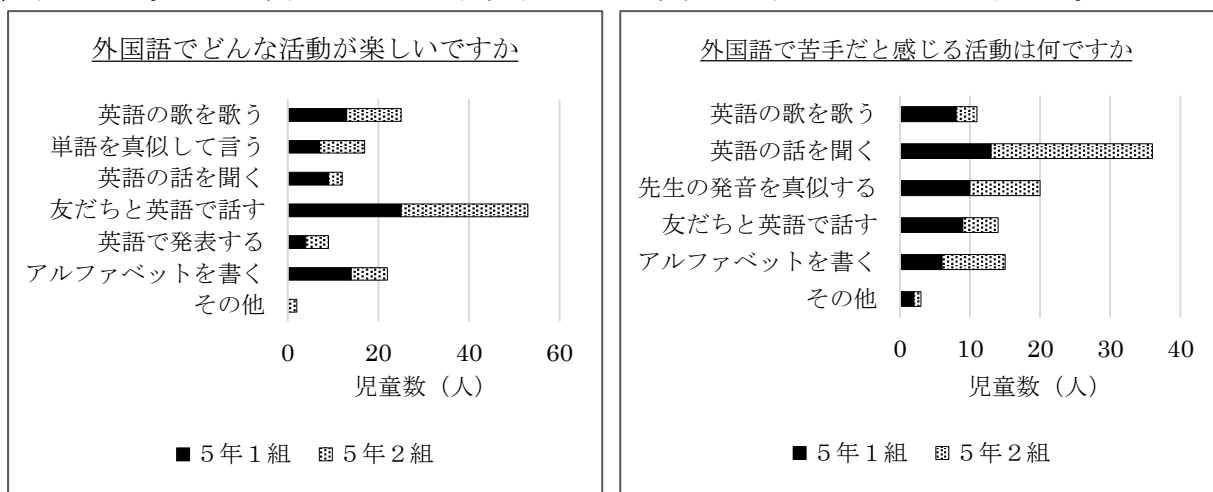 外国語でどんな活動が楽しいですか
英語の歌を歌う
単語を真似して言う
英語の話を聞く
友だちと英語で話す
英語で発表する
アルファベットを書く
その他
0 20 40 60
児童数（人）
■５年１組 ５年２組
外国語で苦手だと感じる活動は何ですか
英語の歌を歌う
英語の話を聞く
先生の発音を真似する
友だちと英語で話す
アルファベットを書く
その他
0 10 20 30 40
児童数（人）
■５年１組 ５年２組